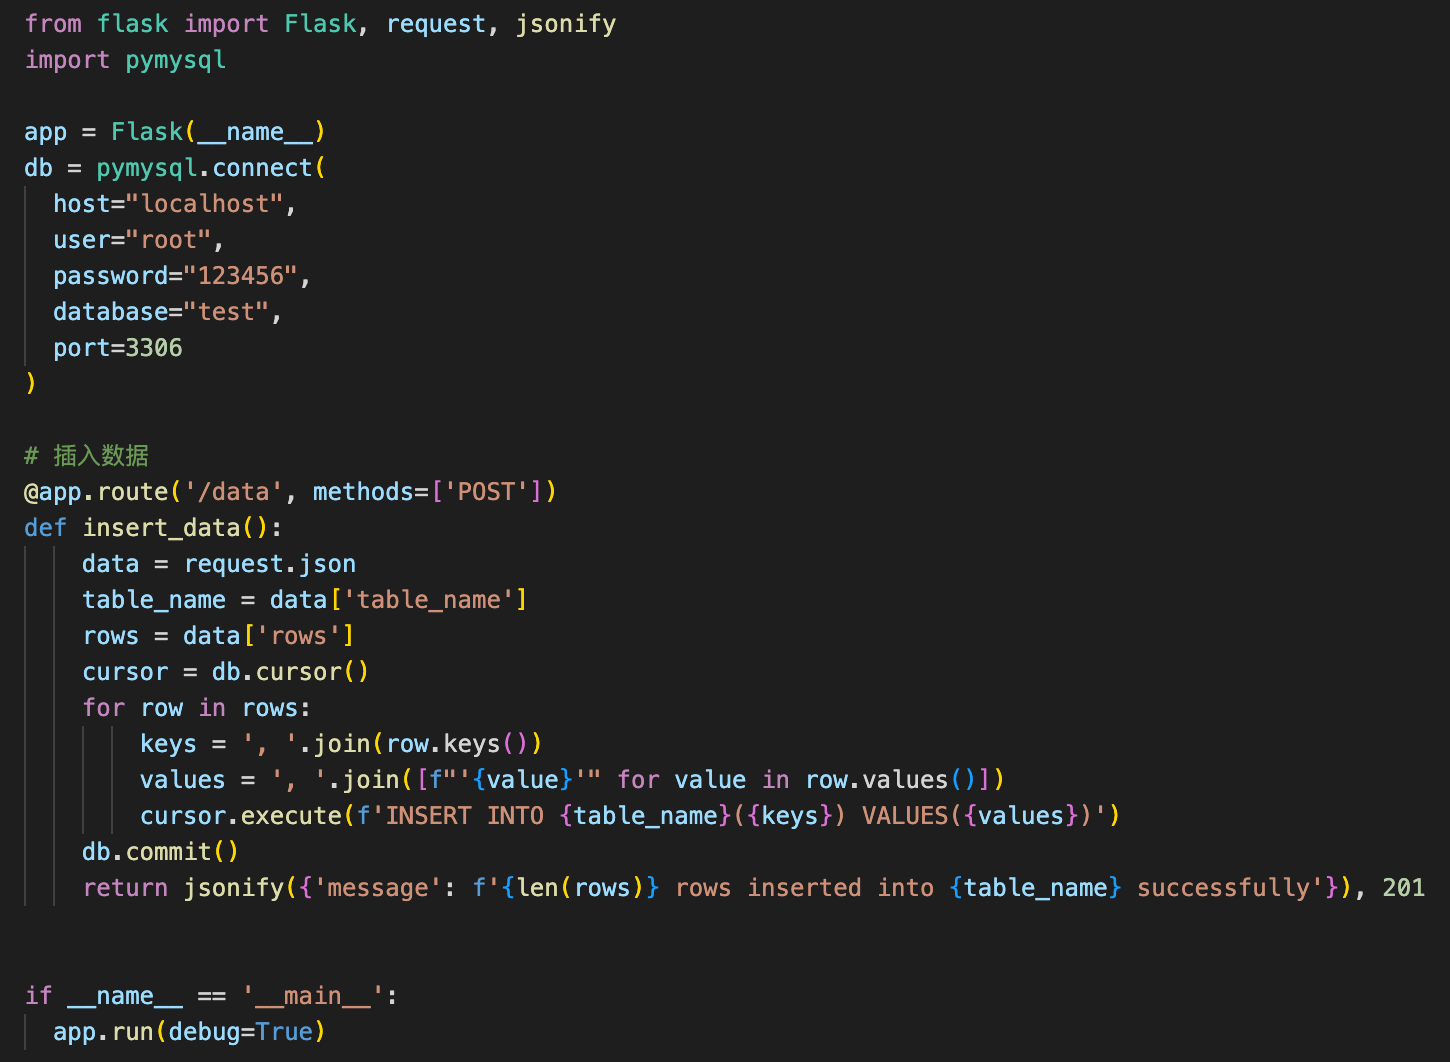 from flask import Flask, request, jsonify
import pymysql

app = Flask(__name__)
db = pymysql.connect(
  host="localhost",
  user="root",
  password="123456",
  database="test",
  port=3306
)

# 插入数据
@app.route('/data', methods=['POST'])
def insert_data():
    data = request.json
    table_name = data['table_name']
    rows = data['rows']
    cursor = db.cursor()
    for row in rows:
        keys = ', '.join(row.keys())
        values = ', '.join([f"'{value}'" for value in row.values()])
        cursor.execute(f'INSERT INTO {table_name}({keys}) VALUES({values})')
    db.commit()
    return jsonify({'message': f'{len(rows)} rows inserted into {table_name} successfully'}), 201


if __name__ == '__main__':
  app.run(debug=True)